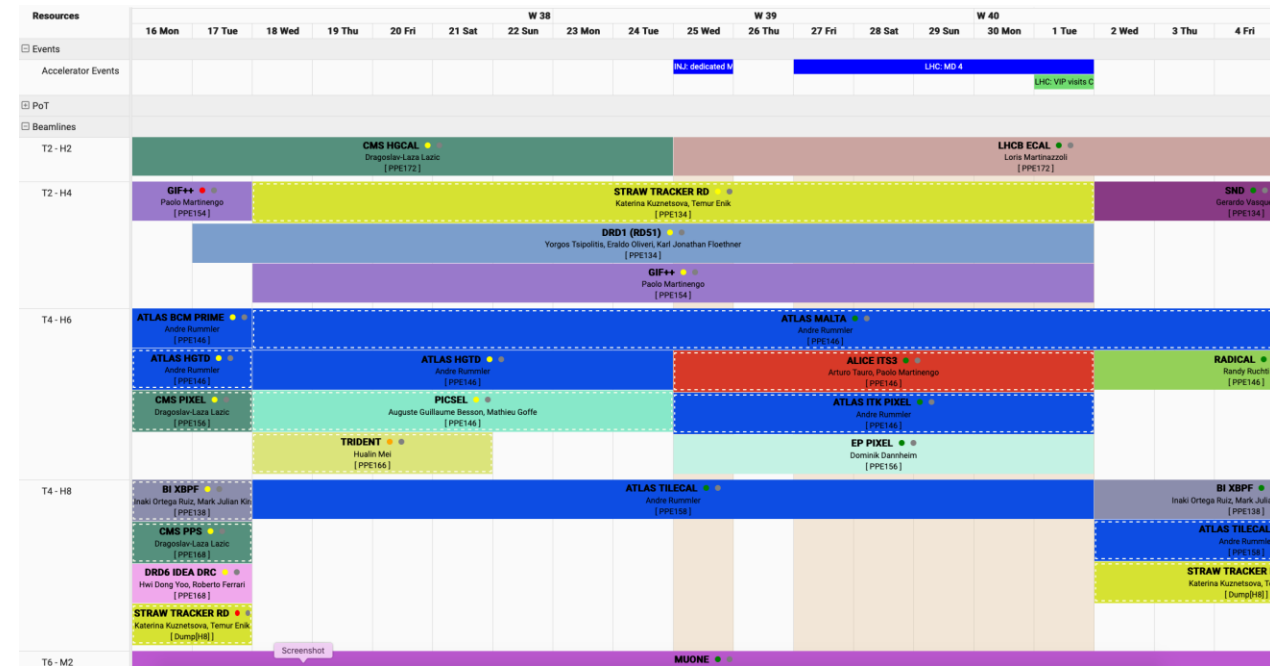 Resources
W 38
W 39
W 40
16 Mon 17 Tue 18 Wed 19 Thu 20 Fri 21 Sat 22 Sun 23 Mon 24 Tue 25 Wed 26 Thu 27 Fri 28 Sat 29 Sun 30 Mon 1 Tue 2 Wed 3 Thu 4 Fri
Events
Accelerator Events
INJ: dedicated M
LHC: MD 4
LHC: VIP visits C
PoT
Beamlines
T2 - H2
CMS HGCAL
Dragoslav-Laza Lazic
[ PPE172 ]
LHCB ECAL
Loris Martinazzoli
[ PPE172 ]
T2 - H4
GIF++
Paolo Martinengo
[ PPE154 ]
STRAW TRACKER RD
Katerina Kuznetsova, Temur Enik
[ PPE134 ]
SND
Gerardo Vasqu
[ PPE134 ]
DRD1 (RD51)
Yorgos Tsipolitis, Eraldo Oliveri, Karl Jonathan Floethner
[ PPE134 ]
GIF++
Paolo Martinengo
[ PPE154 ]
T4 - H6
ATLAS BCM PRIME
Andre Rummler
[ PPE146 ]
ATLAS MALTA
Andre Rummler
[ PPE146 ]
ATLAS HGTD
Andre Rummler
[ PPE146 ]
ATLAS HGTD
Andre Rummler
[ PPE146 ]
ALICE ITS3
Arturo Tauro, Paolo Martinengo
[ PPE146 ]
RADICAL
Randy Ruchti
[ PPE146 ]
CMS PIXEL
Dragoslav-Laza Lazic
[ PPE156 ]
PICSEL
Auguste Guillaume Besson, Mathieu Goffe
[ PPE146 ]
ATLAS ITK PIXEL
Andre Rummler
[ PPE146 ]
TRIDENT
Hualin Mei
[ PPE166 ]
EP PIXEL
Dominik Dannheim
[ PPE156 ]
T4 - H8
BI XBPF
Inaki Ortega Ruiz, Mark Julian Kin
[ PPE138 ]
ATLAS TILECAL
Andre Rummler
[ PPE158 ]
BI XBPF
Inaki Ortega Ruiz, Mark Juli
[ PPE138 ]
CMS PPS
Dragoslav-Laza Lazic
[ PPE168 ]
ATLAS TILECAL
Andre Rummle
[ PPE158 ]
DRD6 IDEA DRC
Hwi Dong Yoo, Roberto Ferrari
[ PPE168 ]
STRAW TRACKER
Katerina Kuznetsova, T
[ Dump[H8] ]
STRAW TRACKER RD
Katerina Kuznetsova, Temur Enik
[ Dump[H8] ]
Screenshot
T6 - M2
MUONE